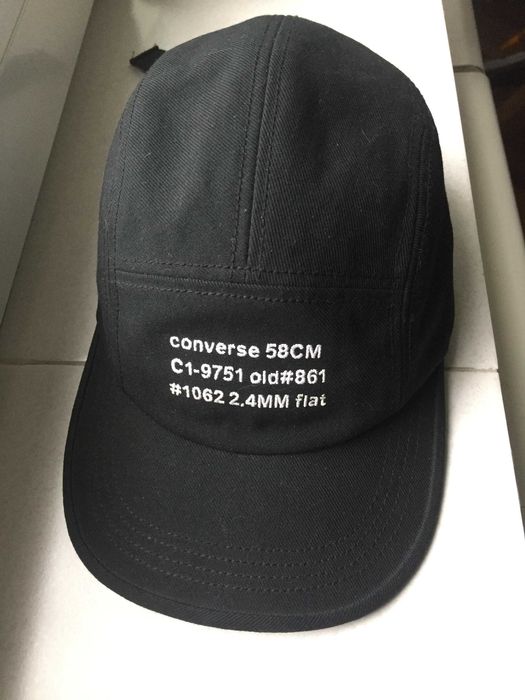 converse 58CM
C1-9751 old#861
#1062 2.4MM flat